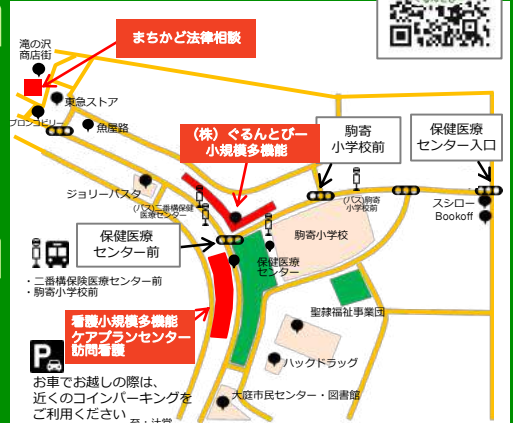 まちかど法律相談
滝の沢
商店街
東急ストア
ブロンコビリー
魚屋路
(株)ぐるんとびー
小規模多機能
駒寄
小学校前
保健医療
センター入口
ジョリーパスタ
(バス)二番構保健
医療センター
(バス)駒寄
小学校前
スシロー
Bookoff
保健医療
センター前
駒寄小学校
保健医療
センター
・二番構保険医療センター前
・駒寄小学校前
聖隷福祉事業団
看護小規模多機能
ケアプランセンター
訪問看護
P
ハックドラッグ
お車でお越しの際は、
近くのコインパーキングを
ご利用ください
大庭市民センター・図書館